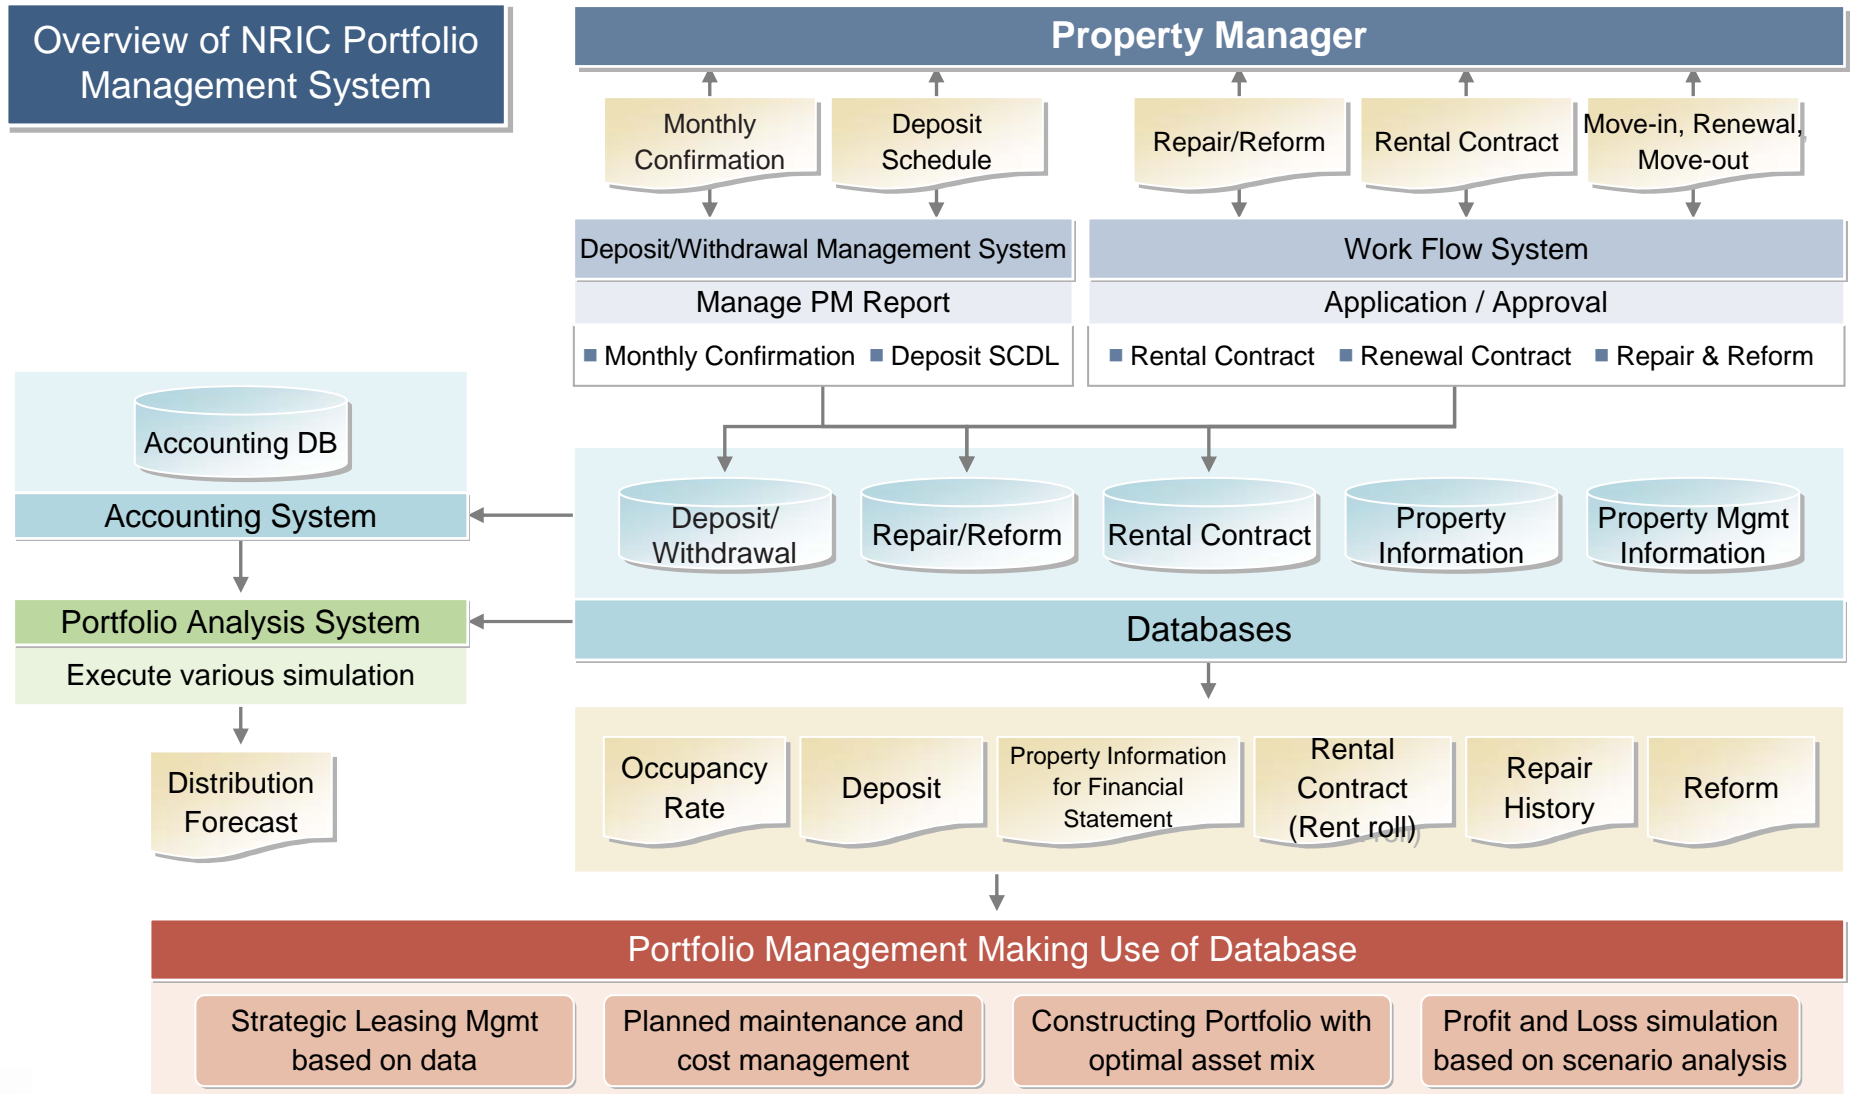 Overview of NRIC Portfolio
Management System
Property Manager
Monthly
Confirmation
Deposit
Schedule
Repair/Reform
Rental Contract
Move-in, Renewal,
Move-out
Deposit/Withdrawal Management System
Work Flow System
Manage PM Report
Application / Approval
■ Monthly Confirmation ■ Deposit SCDL
■ Rental Contract ■ Renewal Contract ■ Repair & Reform
Accounting DB
Accounting System
Deposit/
Withdrawal
Repair/Reform
Rental Contract
Property
Information
Property Mgmt
Information
Databases
Portfolio Analysis System
Execute various simulation
Distribution
Forecast
Occupancy
Rate
Deposit
Property Information
for Financial
Statement
Rental
Contract
(Rent roll)
Repair
History
Reform
Portfolio Management Making Use of Database
Strategic Leasing Mgmt
based on data
Planned maintenance and
cost management
Constructing Portfolio with
optimal asset mix
Profit and Loss simulation
based on scenario analysis